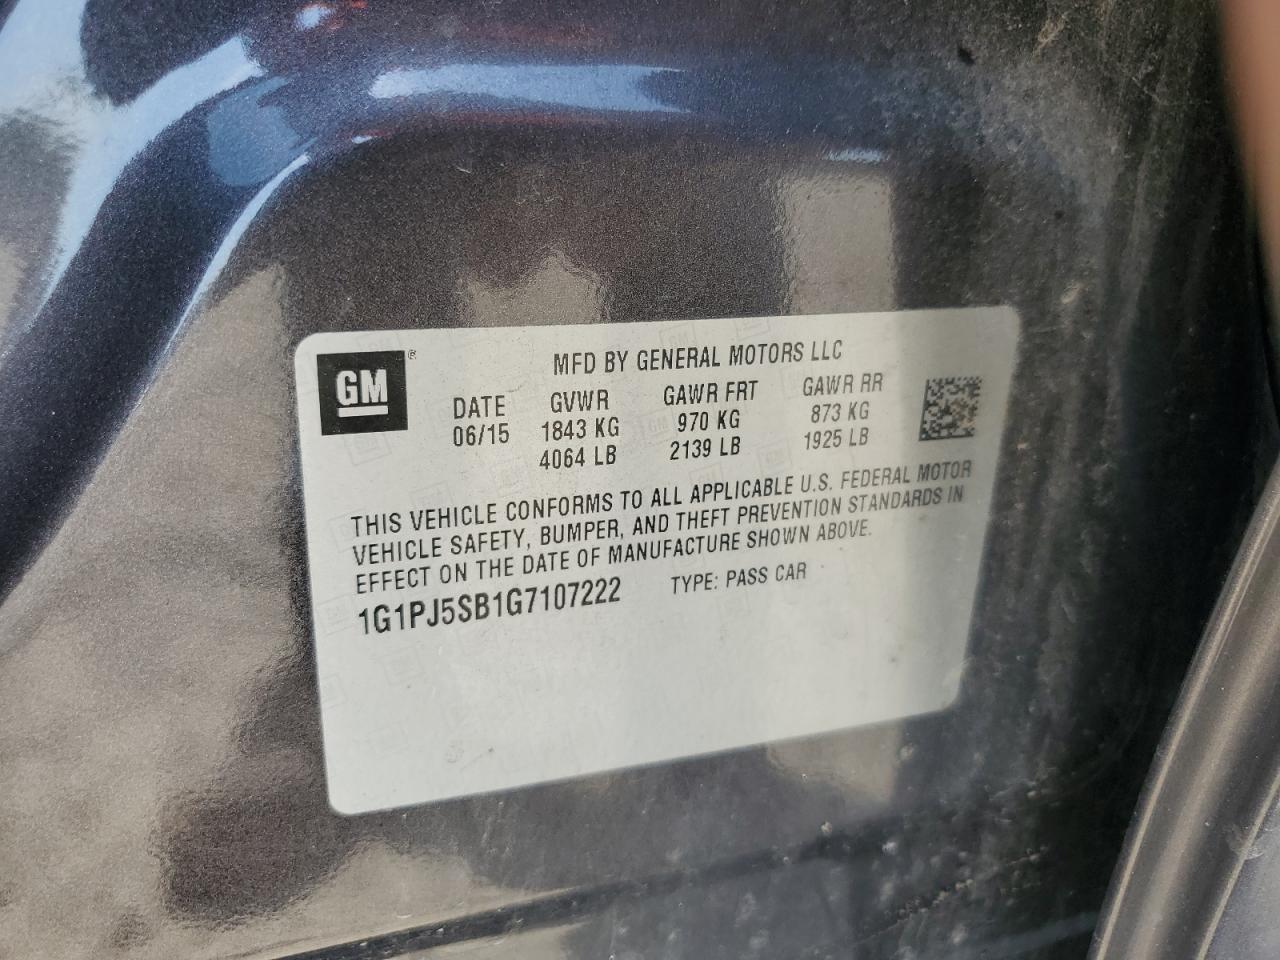 GM
®
MFD BY GENERAL MOTORS LLC
DATE GVWR GAWR FRT GAWR RR
06/15 1843 KG 970 KG 873 KG
4064 LB 2139 LB 1925 LB
THIS VEHICLE CONFORMS TO ALL APPLICABLE U.S. FEDERAL MOTOR
VEHICLE SAFETY, BUMPER, AND THEFT PREVENTION STANDARDS IN
EFFECT ON THE DATE OF MANUFACTURE SHOWN ABOVE.
1G1PJ5SB1G7107222 TYPE: PASS CAR